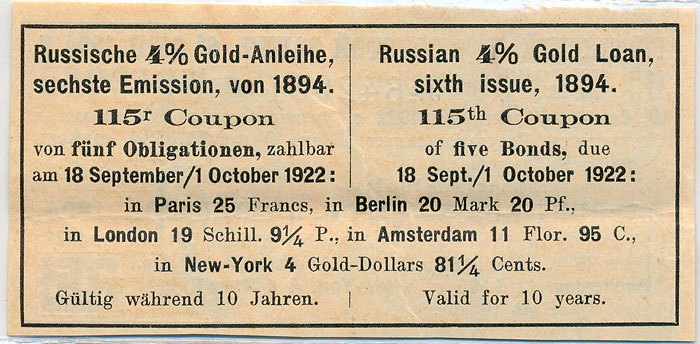 Russische 4% Gold-Anleihe,
sechste Emission, von 1894.
115r Coupon
von fünf Obligationen, zahlbar
am 18 September/1 October 1922:
Russian 4% Gold Loan,
sixth issue, 1894.
115th Coupon
of five Bonds, due
18 Sept./1 October 1922:
in Paris 25 Francs, in Berlin 20 Mark 20 Pf.,
in London 19 Schill. 9¼ P., in Amsterdam 11 Flor. 95 C.,
in New-York 4 Gold-Dollars 81¼ Cents.
Gültig während 10 Jahren.
Valid for 10 years.